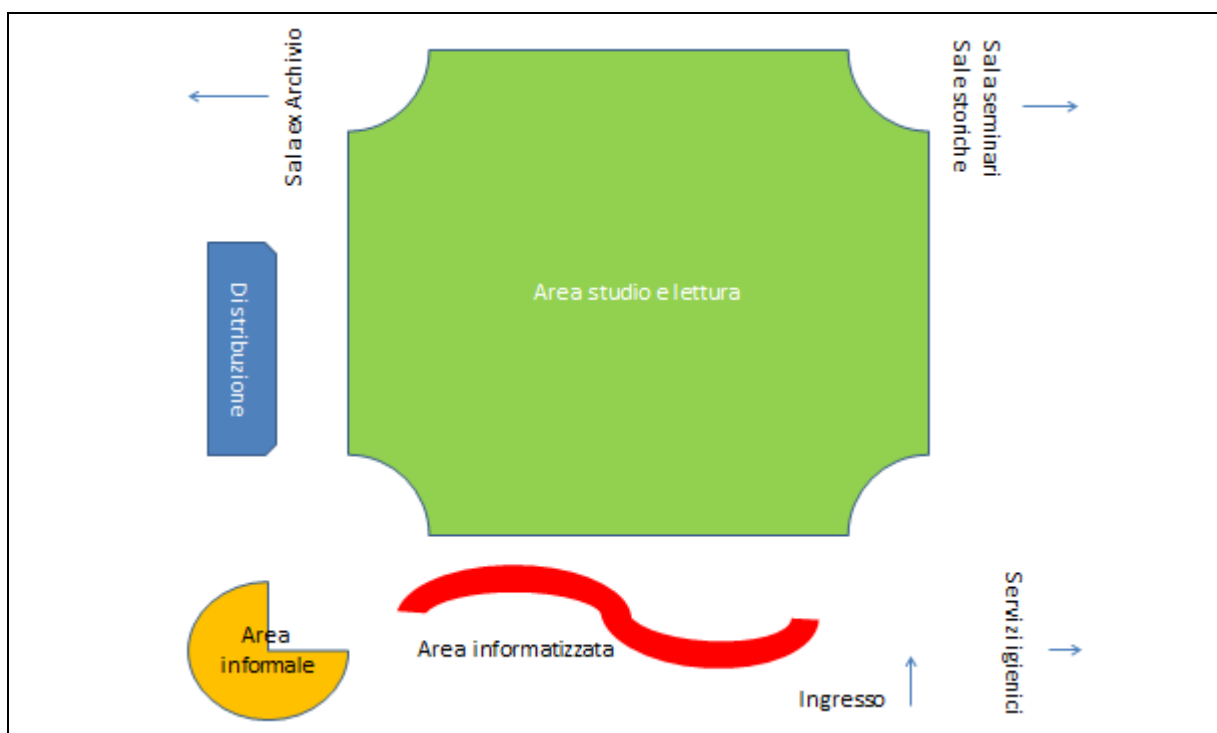 Sala ex Archivio
Sala seminari
Sale storiche
Distribuzione
Area studio e lettura
Area
informale
Area informatizzata
Ingresso
Servizi igienici